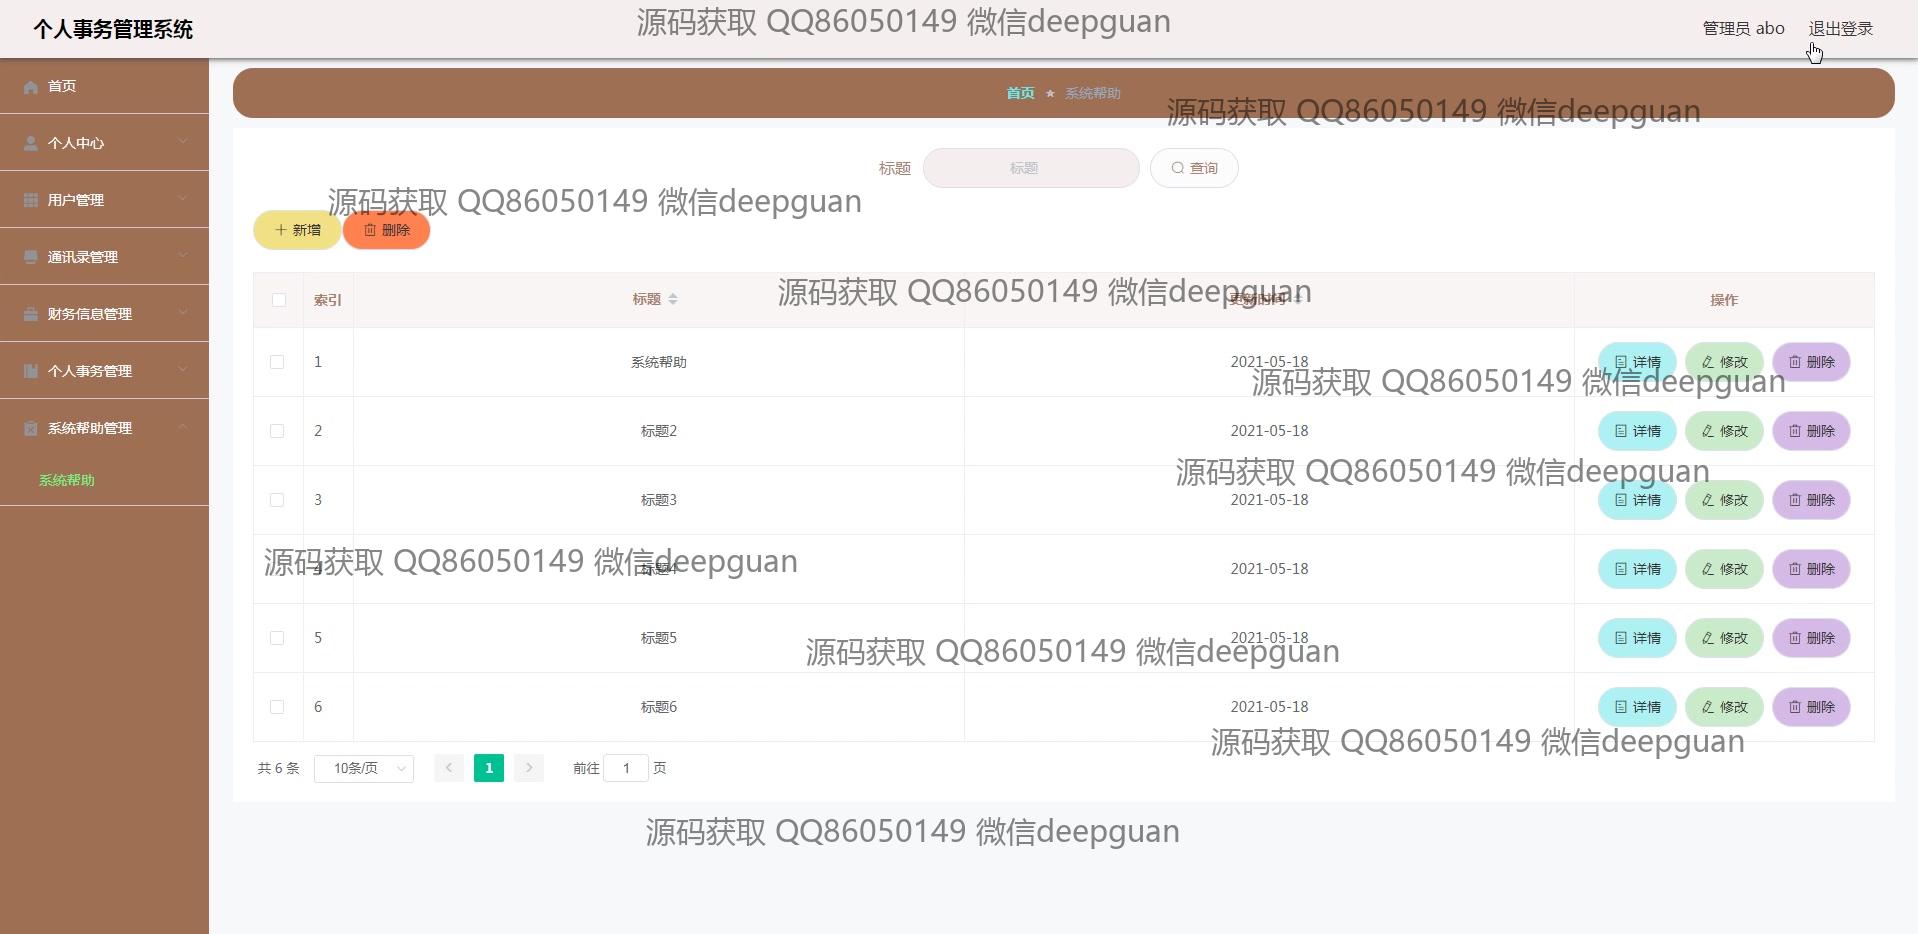 个人事务管理系统
源码获取 QQ86050149 微信deepguan
管理员 abo
退出登录
首页
个人中心
用户管理
通讯录管理
财务信息管理
个人事务管理
系统帮助管理
系统帮助
首页 ★ 系统帮助
源码获取 QQ86050149 微信deepguan
标题 标题 查询
源码获取 QQ86050149 微信deepguan
新增 删除
源码获取 QQ86050149 微信deepguan
索引 标题 更新时间 操作
1 系统帮助 2021-05-18 详情 修改 删除
源码获取 QQ86050149 微信deepguan
2 标题2 2021-05-18 详情 修改 删除
源码获取 QQ86050149 微信deepguan
3 标题3 2021-05-18 详情 修改 删除
源码获取 QQ86050149 微信deepguan
4 标题4 2021-05-18 详情 修改 删除
5 标题5 2021-05-18 详情 修改 删除
源码获取 QQ86050149 微信deepguan
6 标题6 2021-05-18 详情 修改 删除
源码获取 QQ86050149 微信deepguan
共 6 条 10条/页 1 前往 1 页
源码获取 QQ86050149 微信deepguan